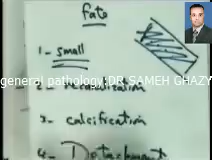 Fate
1- small
general pathology;DR.SAMEH GHAZY
3- calcification
4- Detachment